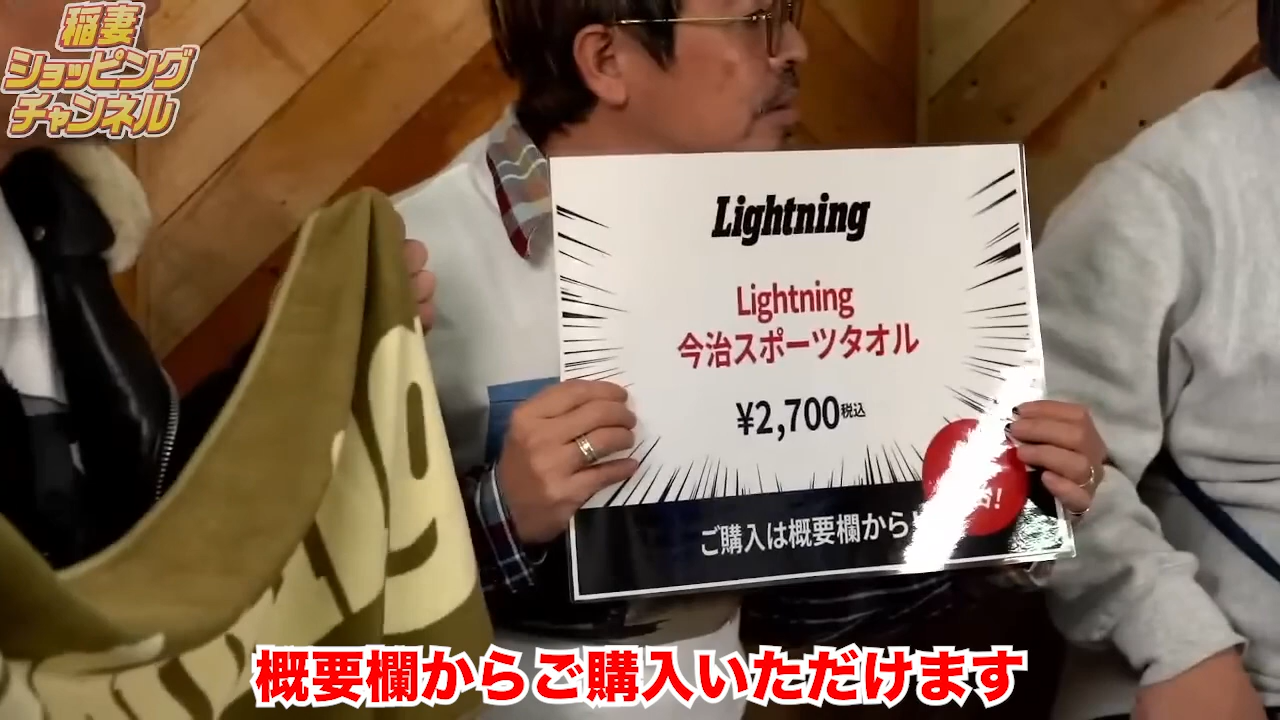 稲妻
ショッピング
チャンネル
Lightning
Lightning
今治スポーツタオル
¥2,700税込
ご購入は概要欄から!
概要欄からご購入いただけます